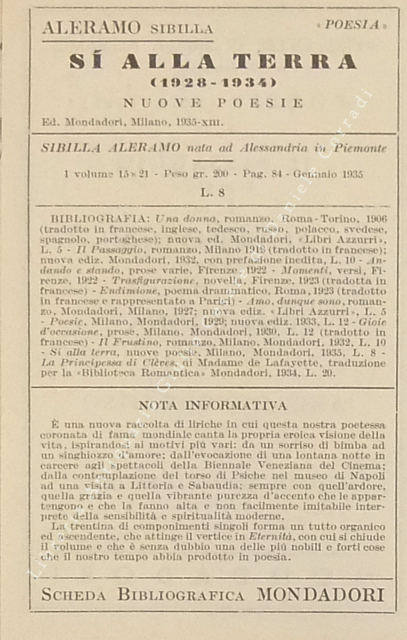 ALERAMO SIBILLA
«POESIA»
SÍ ALLA TERRA
(1928-1934)
NUOVE POESIE
Ed. Mondadori, Milano, 1935-XIII.
SIBILLA ALERAMO nata ad Alessandria in Piemonte
1 volume 15×21 - Peso gr. 200 - Pag. 84 - Gennaio 1935
L. 8
BIBLIOGRAFIA: Una donna, romanzo. Roma-Torino, 1906
(tradotto in francese, inglese, tedesco, russo, polacco, svedese,
spagnolo, portoghese); nuova ed. Mondadori, «Libri Azzurri»,
L. 5 - Il Passaggio, romanzo, Milano 1919 (tradotto in francese);
nuova ediz. Mondadori, 1932, con prefazione inedita, L. 10 - An-
dando e stando, prose varie, Firenze, 1922 - Momenti, versi, Fi-
renze, 1922 - Trasfigurazione, novella, Firenze, 1923 (tradotta in
francese) - Endimione, poema drammatico, Roma, 1923 (tradotto
in francese e rappresentato a Parigi) - Amo, dunque sono, roman-
zo, Mondadori, Milano, 1927; nuova ediz. «Libri Azzurri», L. 5
- Poesie, Milano, Mondadori, 1929; nuova ediz. 1933, L. 12 - Gioie
d'occasione, prose, Milano, Mondadori, 1930, L. 12 (tradotto in
francese) - Il Frustino, romanzo, Milano, Mondadori, 1932, L. 10
- Sì alla terra, nuove poesie, Milano, Mondadori, 1935, L. 8 -
La Principessa di Clèves, di Madame de Lafayette, traduzione
per la «Biblioteca Romantica» Mondadori, 1934, L. 20.
NOTA INFORMATIVA
È una nuova raccolta di liriche in cui questa nostra poetessa
coronata di fama mondiale canta la propria eroica visione della
vita, ispirandosi ai motivi più vari: da un sorriso di bimba ad
un singhiozzo d'amore; dall'evocazione di una lontana notte in
carcere agli spettacoli della Biennale Veneziana del Cinema;
dalla contemplazione del torso di Psiche nel museo di Napoli
ad una visita a Littoria e Sabaudia; sempre con quell'ardore,
quella grazia e quella vibrante purezza d'accento che le appar-
tengono e che la fanno alta e non facilmente imitabile inter-
prete della sensibilità e spiritualità moderne.
La trentina di componimenti singoli forma un tutto organico
ed ascendente, che attinge il vertice in Eternità, con cui si chiude
il volume e che è senza dubbio una delle più nobili e forti cose
che il nostro tempo abbia prodotto in poesia.
SCHEDA BIBLIOGRAFICA MONDADORI